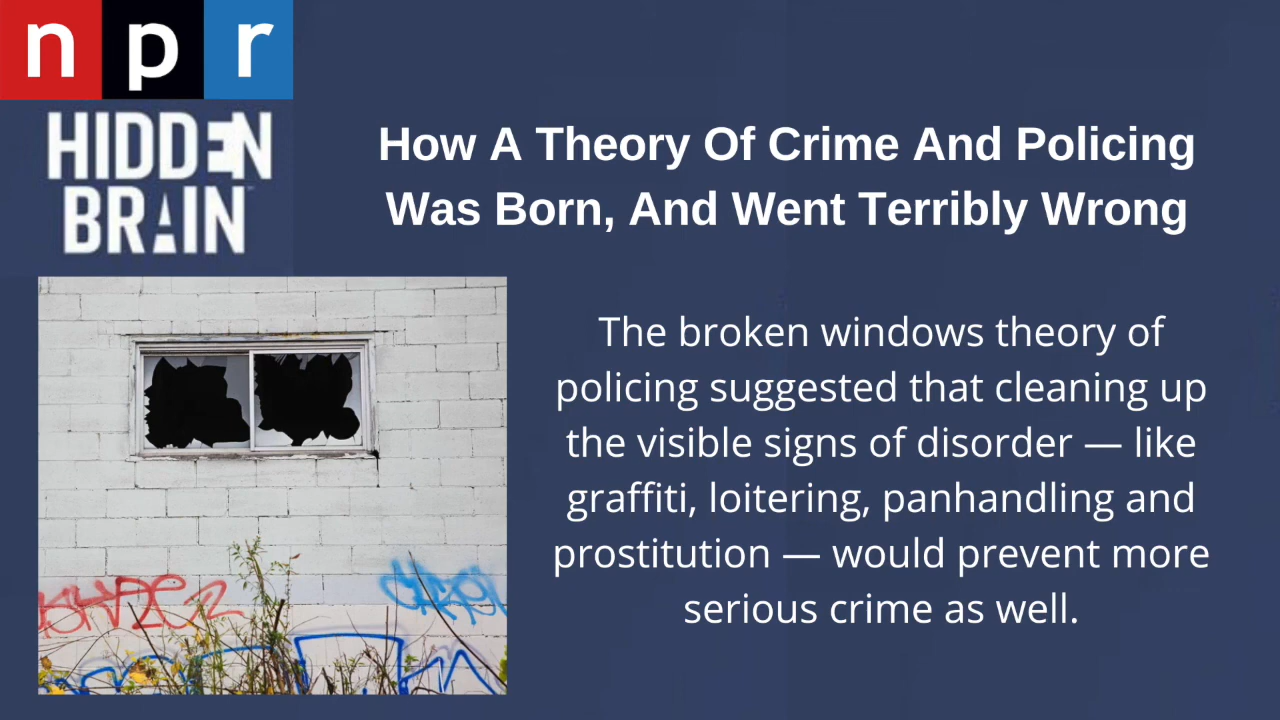 npr
HIDDEN
BRAIN
How A Theory Of Crime And Policing
Was Born, And Went Terribly Wrong
The broken windows theory of
policing suggested that cleaning up
the visible signs of disorder — like
graffiti, loitering, panhandling and
prostitution — would prevent more
serious crime as well.